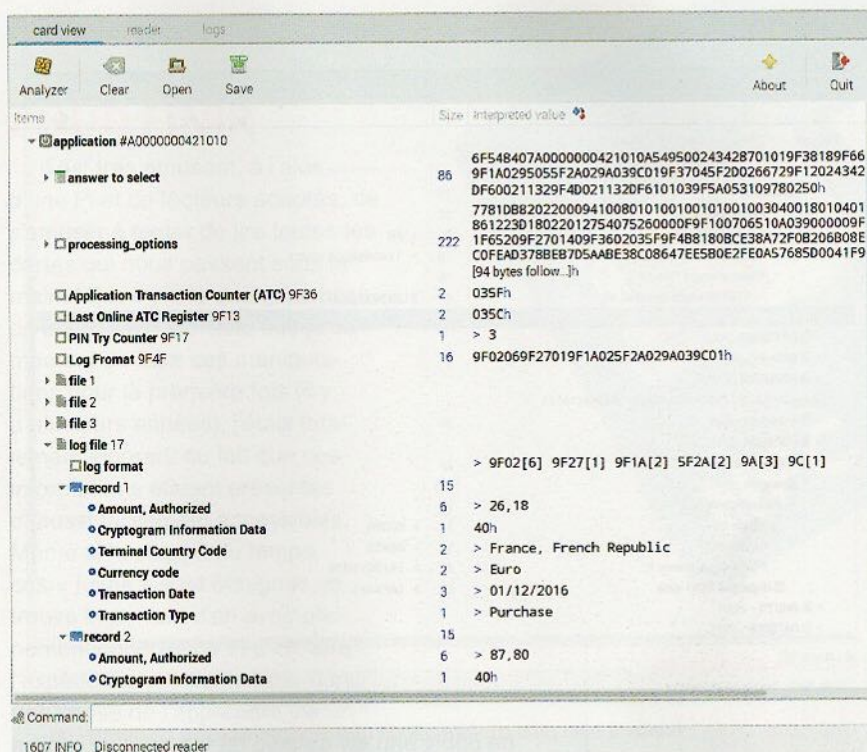 card view reader logs
Analyzer Clear Open Save About Quit
Items Size Interpreted value
application #A0000000421010
6F548407A0000000421010A549500243428701019F38189F66
answer to select 86 9F1A0295055F2A029A039C019F37045F2D0266729F12024342
DF600211329F4D021132DF6101039F5A053109780250h
7781DB82022000941008010100100101001003040018010401
processing_options 222 861223D18022012754075260000F9F100706510A039000009F
1F65209F2701409F3602035F9F4B8180BCE38A72F0B206B08E
C0FEAD378BEB7D5AABE38C08647EE5B0E2FE0A57685D0041F9
[94 bytes follow...]h
Application Transaction Counter (ATC) 9F36 2 035Fh
Last Online ATC Register 9F13 2 035Ch
PIN Try Counter 9F17 1 > 3
Log Fromat 9F4F 16 9F02069F27019F1A025F2A029A039C01h
file 1
file 2
file 3
log file 17
log format > 9F02[6] 9F27[1] 9F1A[2] 5F2A[2] 9A[3] 9C[1]
record 1 15
Amount, Authorized 6 > 26,18
Cryptogram Information Data 1 40h
Terminal Country Code 2 > France, French Republic
Currency code 2 > Euro
Transaction Date 3 > 01/12/2016
Transaction Type 1 > Purchase
record 2 15
Amount, Authorized 6 > 87,80
Cryptogram Information Data 1 40h
Command:
1607 INFO Disconnected reader